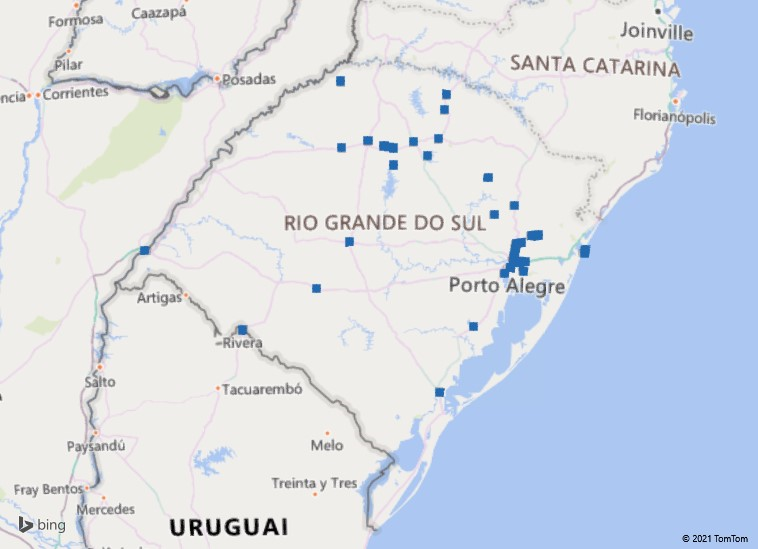 Formosa
Caazapá
Joinville
Pilar
SANTA CATARINA
Posadas
encia
Corrientes
Florianópolis
RIO GRANDE DO SUL
Porto Alegre
Artigas
Rivera
Salto
Tacuarembó
Paysandú
Melo
Treinta y Tres
Fray Bentos
Mercedes
bing
URUGUAI
© 2021 TomTom